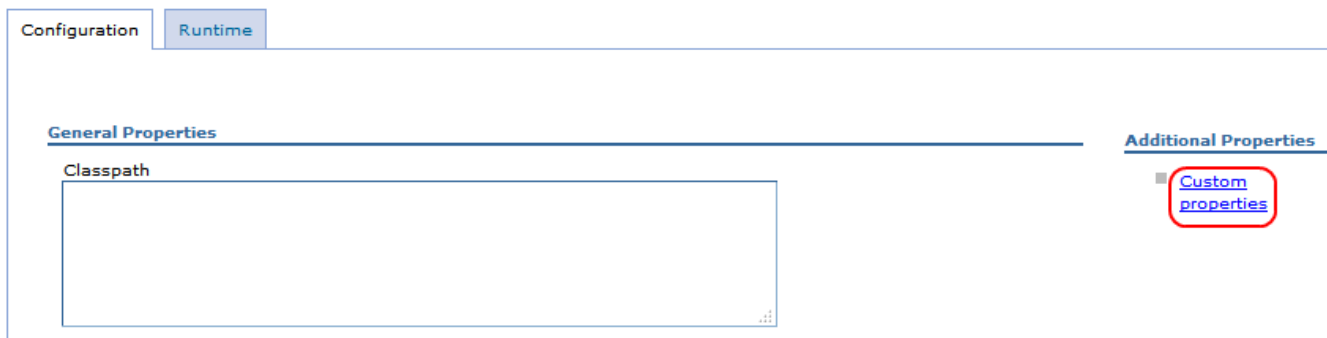 Configuration
Runtime
General Properties
Classpath
Additional Properties
Custom
properties